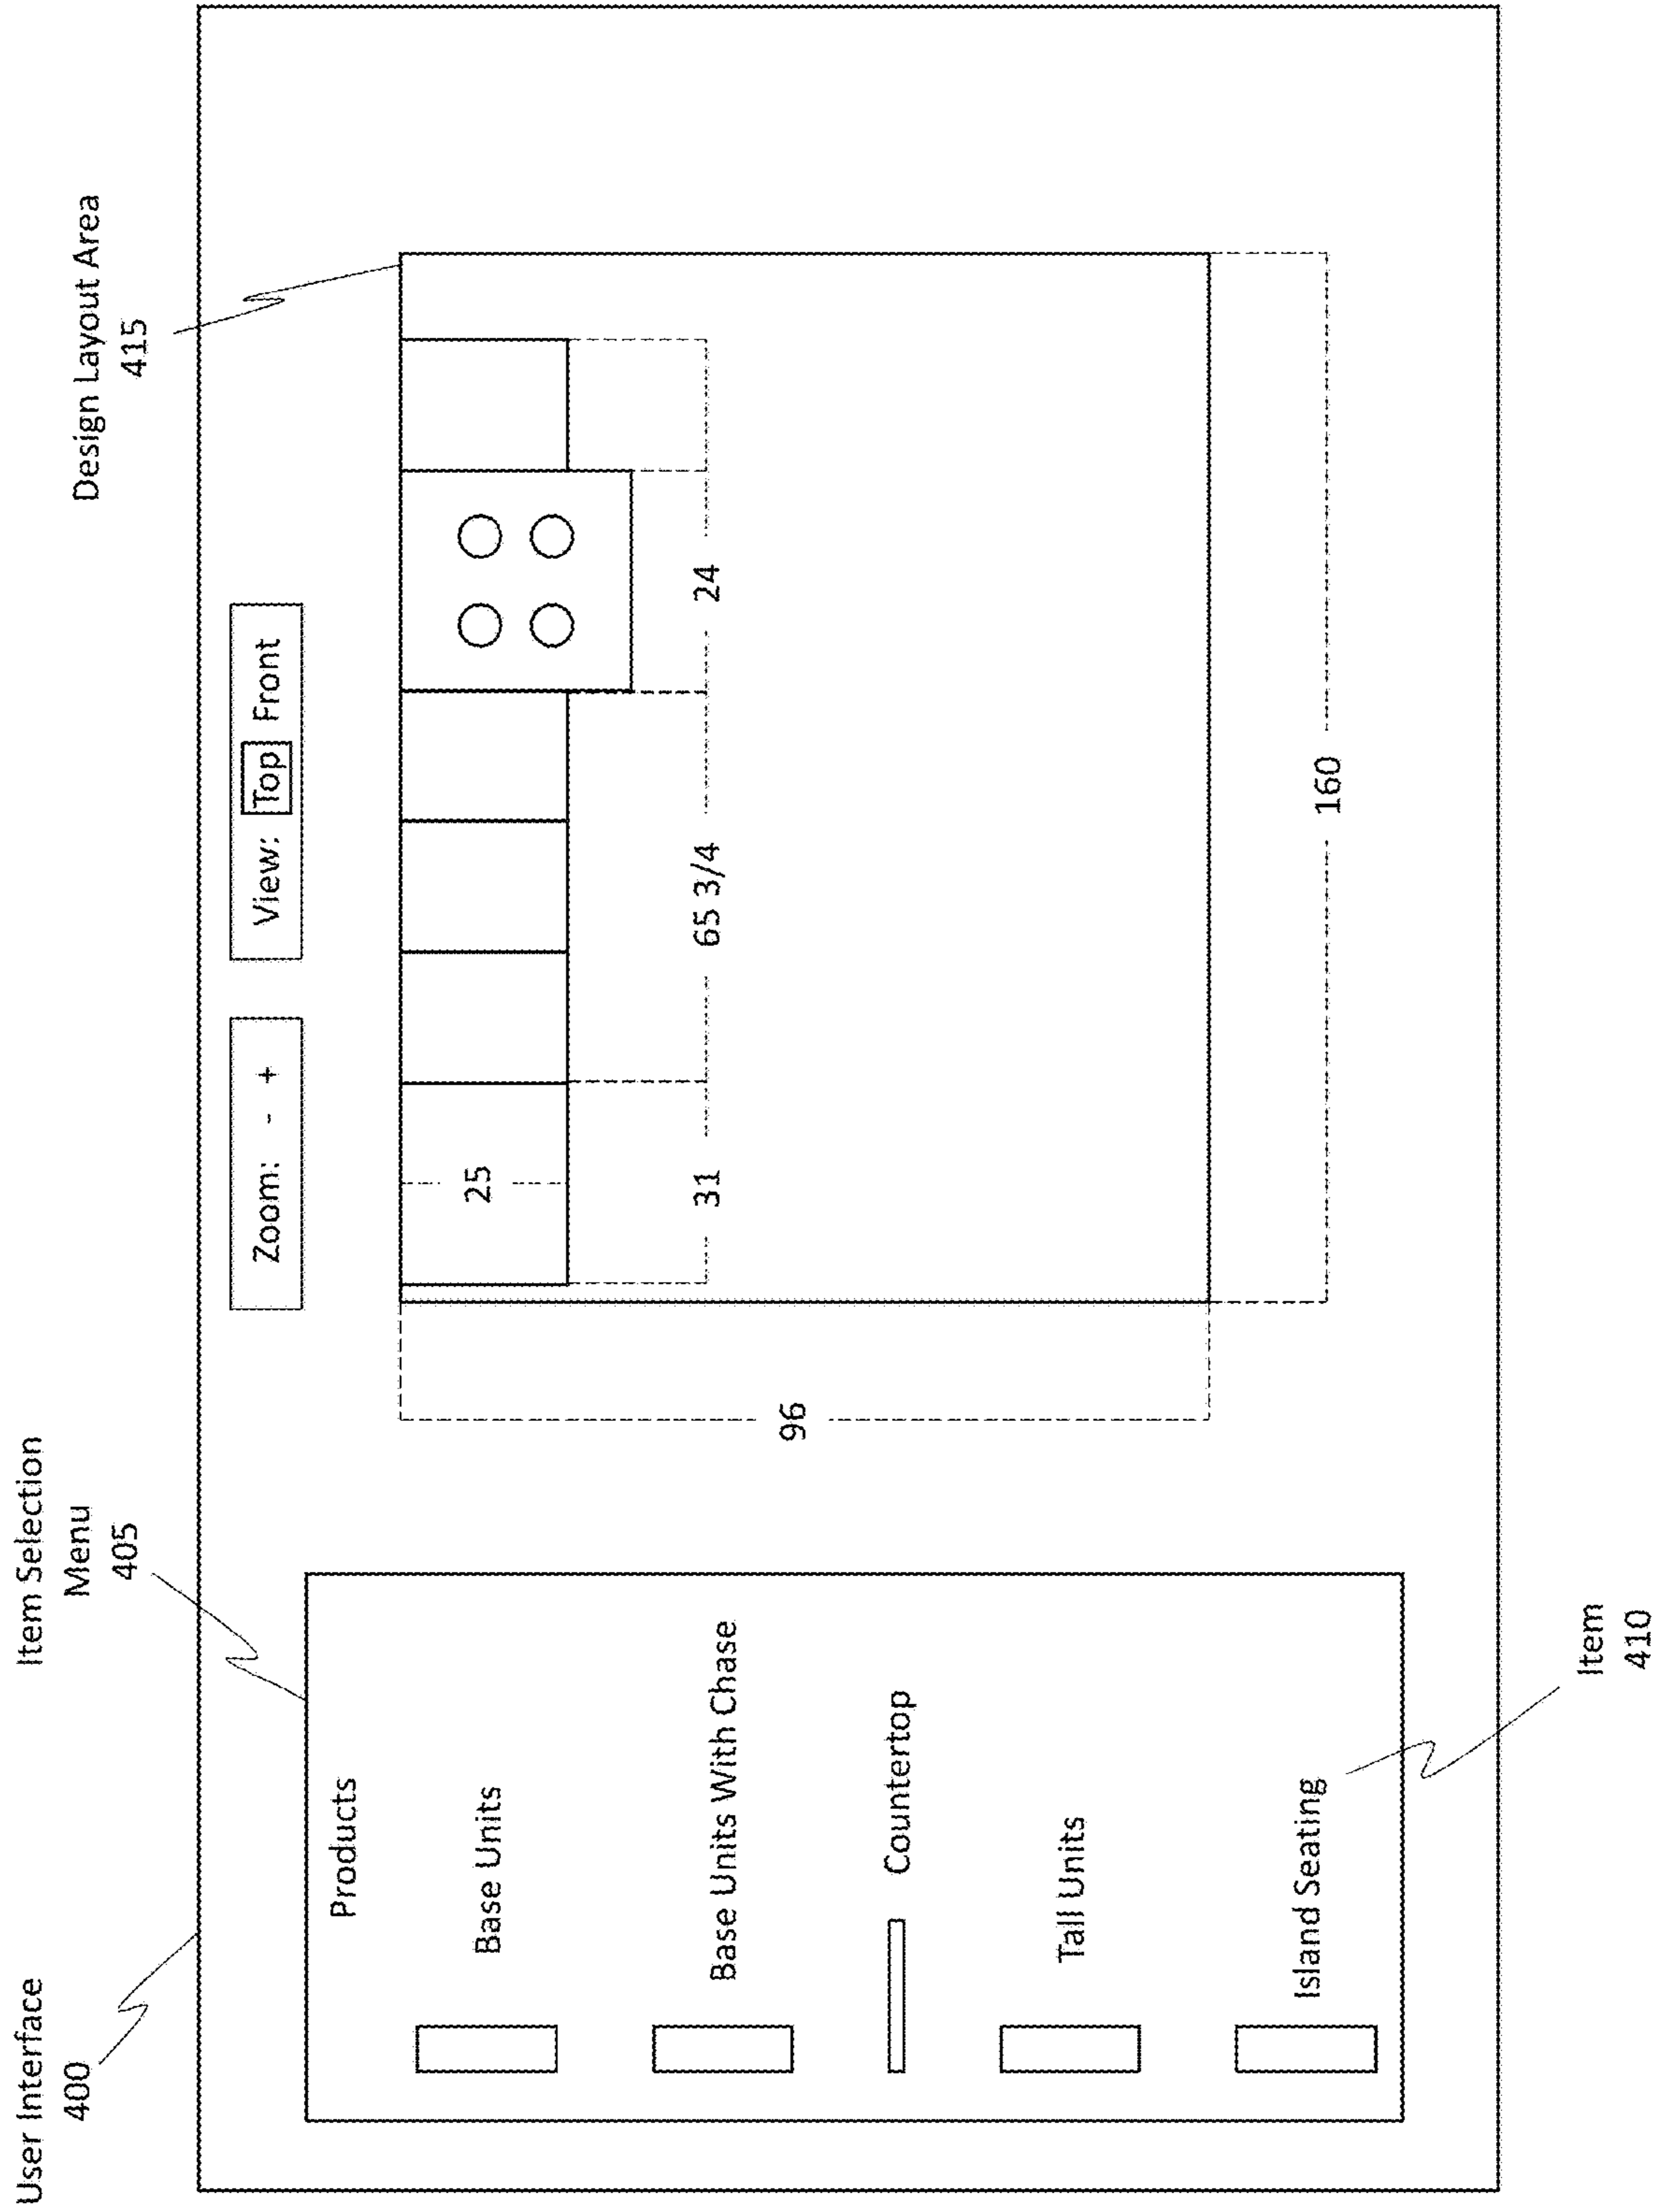 User Interface
400
Item Selection
Menu
405
Design Layout Area
415
Zoom: - +
View: Top Front
Products
Base Units
Base Units With Chase
Countertop
Tall Units
Island Seating
Item
410
25
31
65 3/4
24
96
160